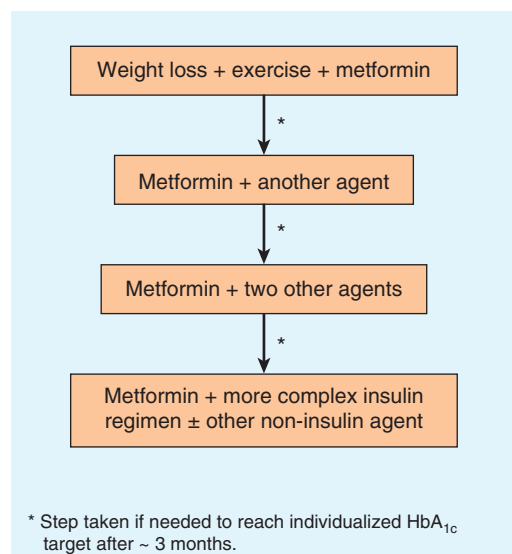 Weight loss + exercise + metformin
*
Metformin + another agent
*
Metformin + two other agents
*
Metformin + more complex insulin
regimen ± other non-insulin agent
* Step taken if needed to reach individualized HbA1c
target after ~ 3 months.